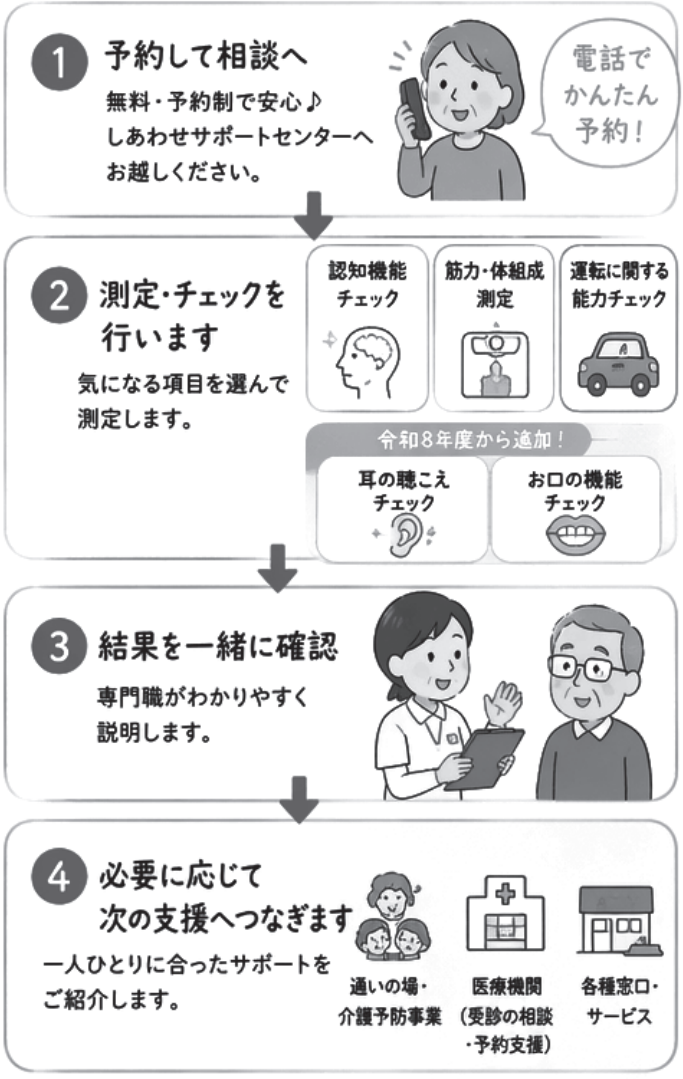 1 予約して相談へ
無料・予約制で安心♪
しあわせサポートセンターへ
お越しください。
電話で
かんたん
予約！
2 測定・チェックを
行います
気になる項目を選んで
測定します。
認知機能
チェック
筋力・体組成
測定
運転に関する
能力チェック
令和8年度から追加！
耳の聴こえ
チェック
お口の機能
チェック
3 結果を一緒に確認
専門職がわかりやすく
説明します。
4 必要に応じて
次の支援へつなぎます
一人ひとりに合ったサポートを
ご紹介します。
通いの場・
介護予防事業
医療機関
（受診の相談
・予約支援）
各種窓口・
サービス